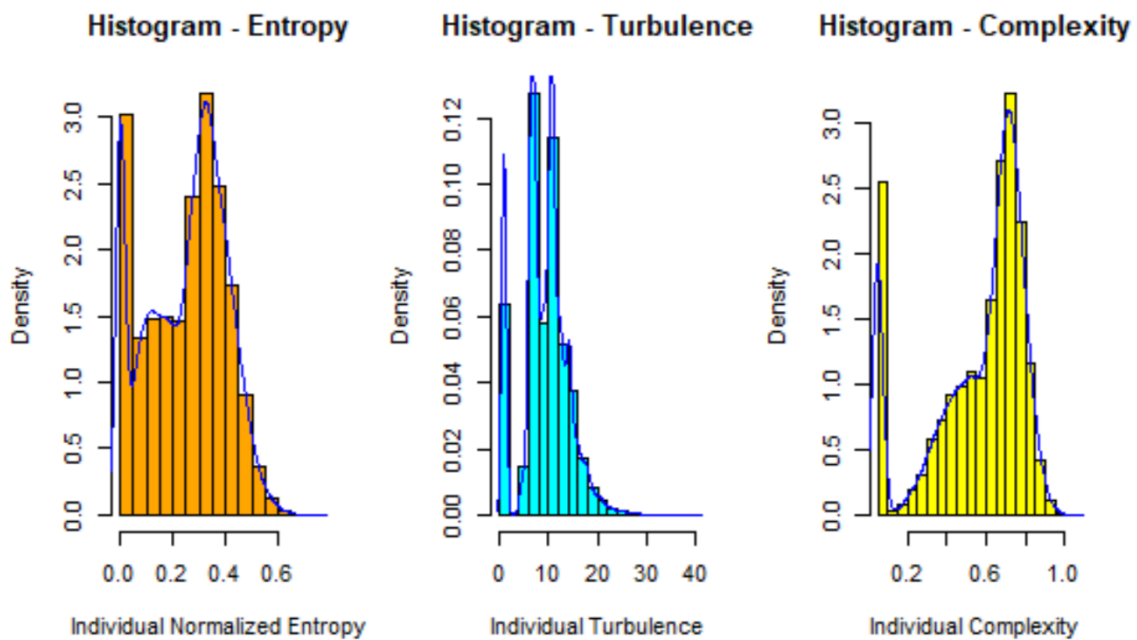 Histogram - Entropy
Density
3.0
2.5
2.0
1.5
1.0
0.5
0.0
0.0 0.2 0.4 0.6
Individual Normalized Entropy
Histogram - Turbulence
Density
0.12
0.10
0.08
0.06
0.04
0.02
0.00
0 10 20 30 40
Individual Turbulence
Histogram - Complexity
Density
3.0
2.5
2.0
1.5
1.0
0.5
0.0
0.2 0.6 1.0
Individual Complexity